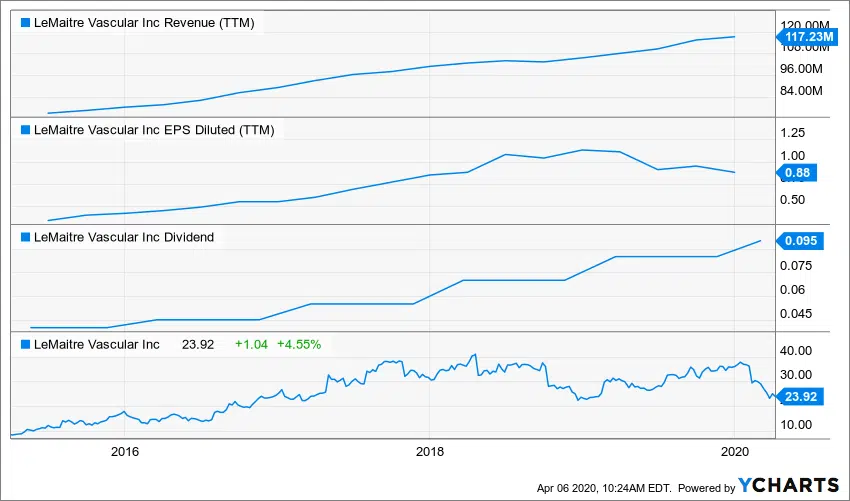 LeMaitre Vascular Inc Revenue (TTM)
120.00M
117.23M
108.00M
96.00M
84.00M
LeMaitre Vascular Inc EPS Diluted (TTM)
1.25
1.00
0.88
0.50
LeMaitre Vascular Inc Dividend
0.095
0.075
0.06
0.045
LeMaitre Vascular Inc 23.92 +1.04 +4.55%
40.00
30.00
23.92
10.00
2016 2018 2020
Apr 06 2020, 10:24AM EDT. Powered by YCHARTS